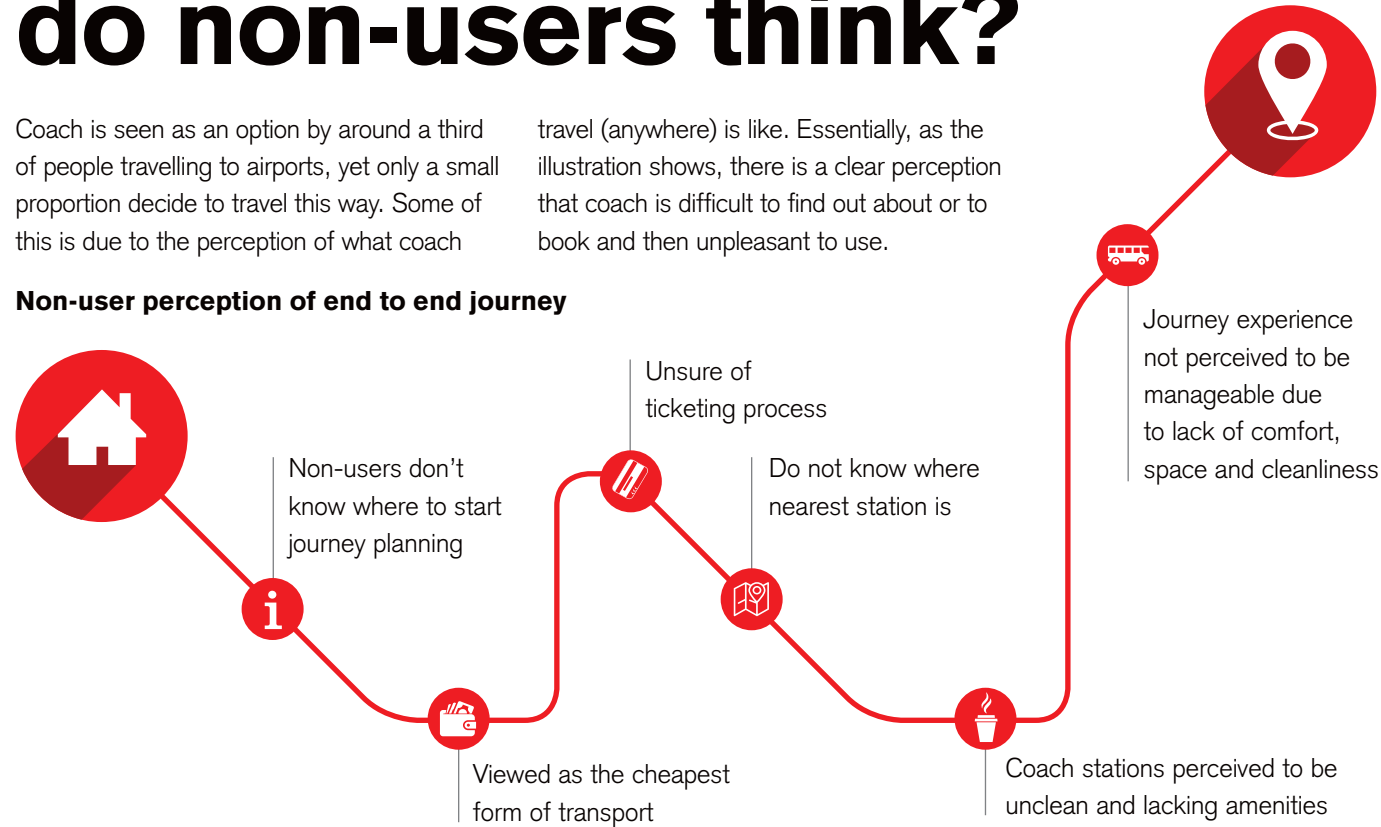 do non-users think?
Coach is seen as an option by around a third
of people travelling to airports, yet only a small
proportion decide to travel this way. Some of
this is due to the perception of what coach
travel (anywhere) is like. Essentially, as the
illustration shows, there is a clear perception
that coach is difficult to find out about or to
book and then unpleasant to use.
Non-user perception of end to end journey
Non-users don't
know where to start
journey planning
Viewed as the cheapest
form of transport
Unsure of
ticketing process
Do not know where
nearest station is
Coach stations perceived to be
unclean and lacking amenities
Journey experience
not perceived to be
manageable due
to lack of comfort,
space and cleanliness